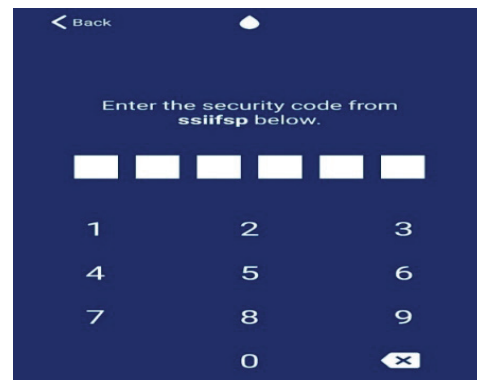 Back
Enter the security code from
ssiifsp below.
1 2 3
4 5 6
7 8 9
0